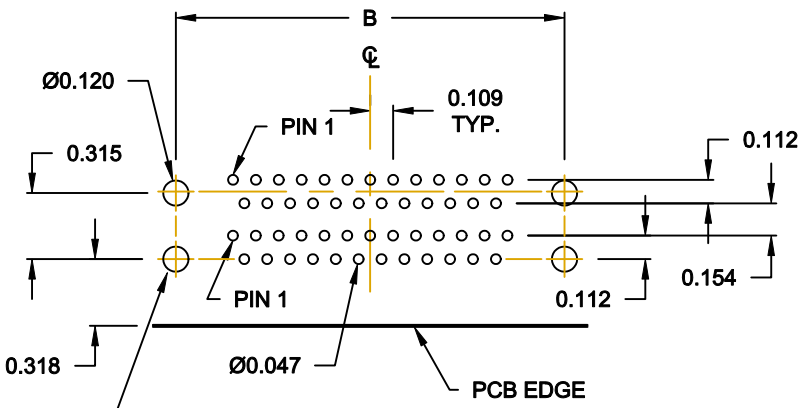 B
℄
Ø0.120
0.109
TYP.
PIN 1
0.112
0.315
PIN 1
0.112
0.154
0.318
Ø0.047
PCB EDGE